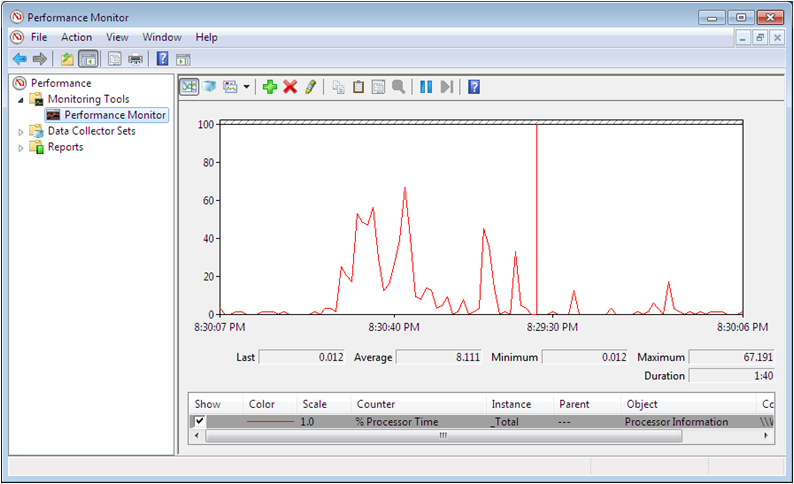 Performance Monitor
File Action View Window Help
Performance
Monitoring Tools
Performance Monitor
Data Collector Sets
Reports
100
80
60
40
20
0
8:30:07 PM 8:30:40 PM 8:29:30 PM 8:30:06 PM
Last 0.012 Average 8.111 Minimum 0.012 Maximum 67.191
Duration 1:40
Show Color Scale Counter Instance Parent Object Co
1.0 % Processor Time _Total --- Processor Information \\\